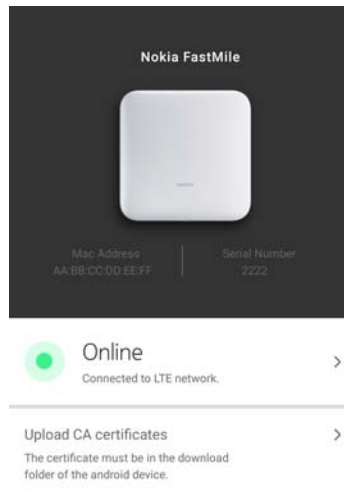 Nokia FastMile
Mac Address
AA:BB:CC:DD:EE:FF
Serial Number
2222
Online
Connected to LTE network.
Upload CA certificates
The certificate must be in the download
folder of the android device.